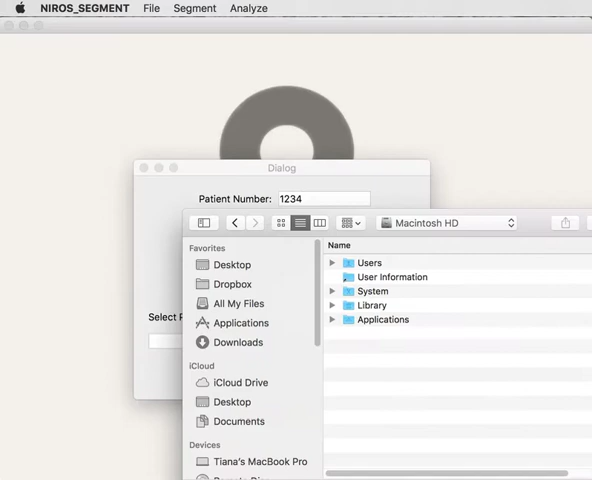 NIROS_SEGMENT File Segment Analyze
Dialog
Patient Number: 1234
Macintosh HD
Favorites
Desktop
Dropbox
All My Files
Applications
Downloads
iCloud
iCloud Drive
Desktop
Documents
Devices
Tiana's MacBook Pro
Name
Users
User Information
System
Library
Applications
Select